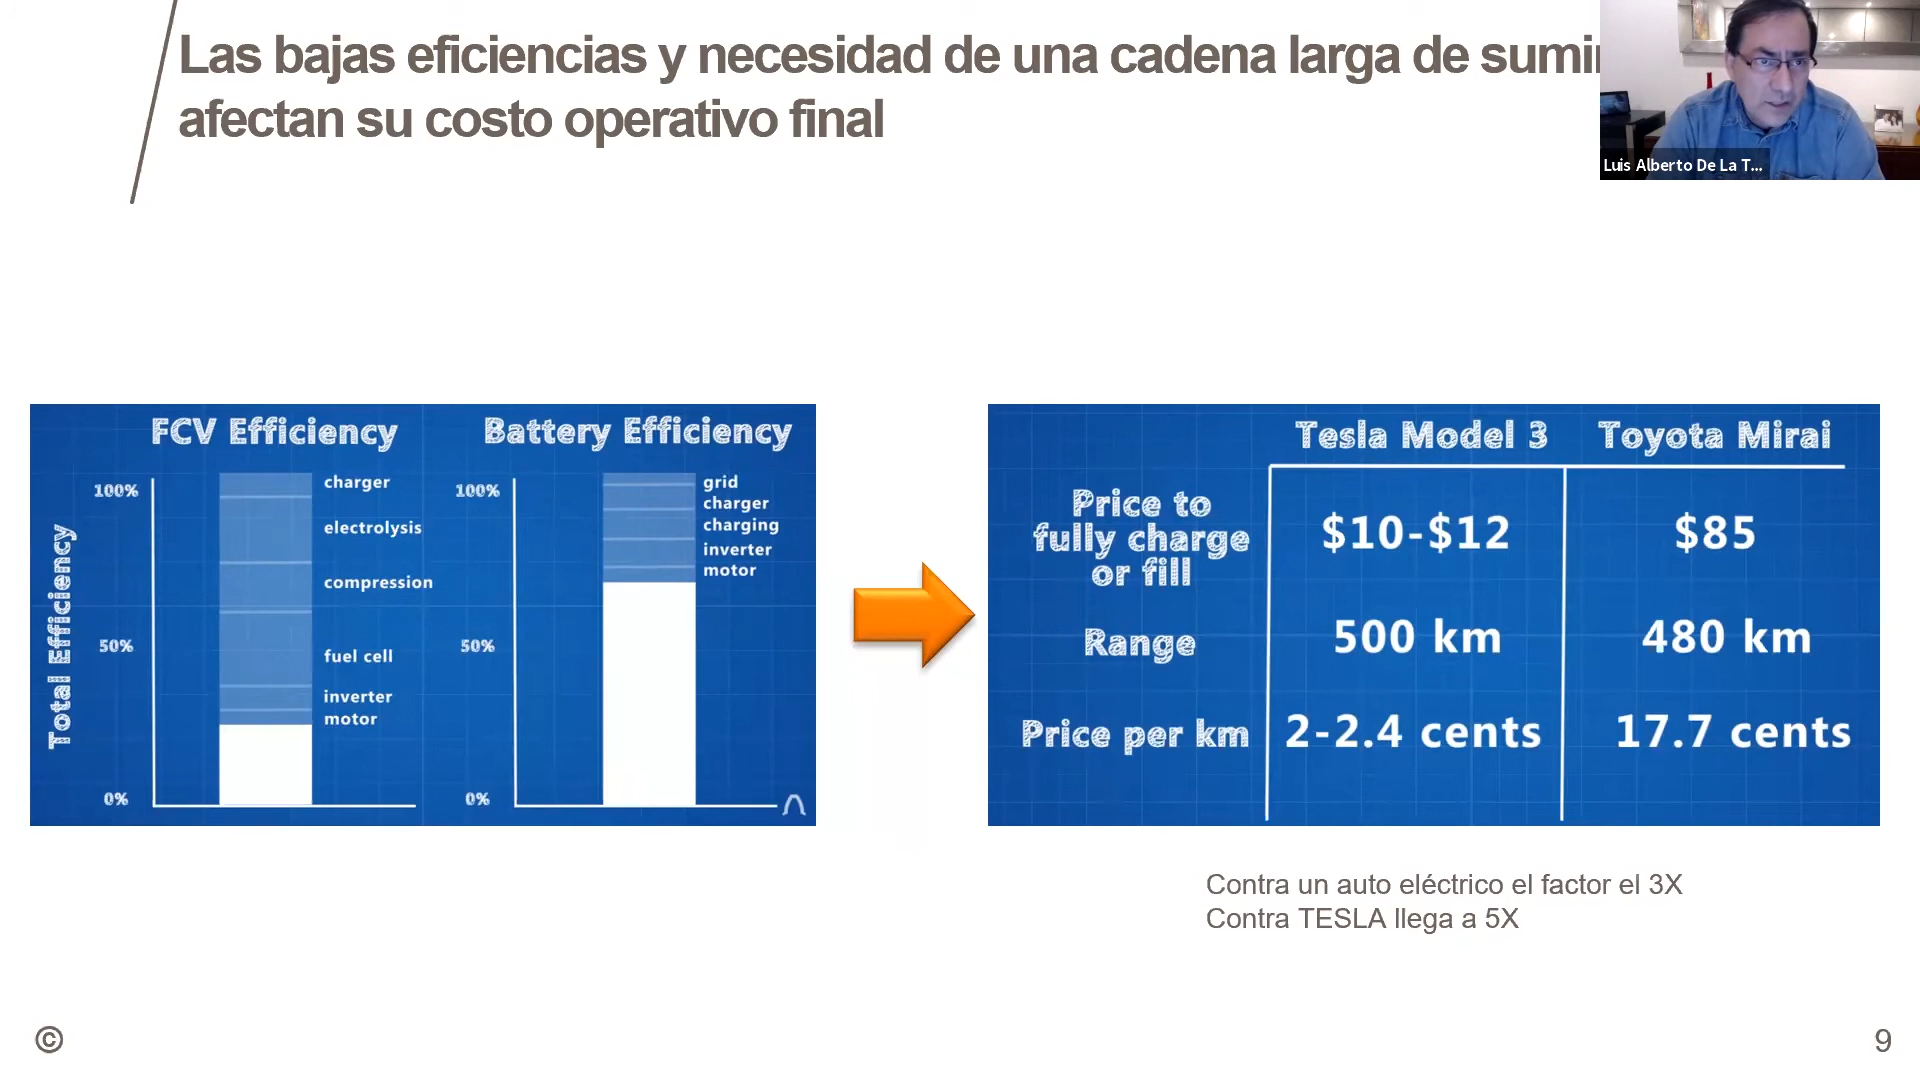 Las bajas eficiencias y necesidad de una cadena larga de
afectan su costo operativo final
Luis Alberto De La T...
FCV Efficiency
Battery Efficiency
Total Efficiency
100%
50%
0%
charger
electrolysis
compression
fuel cell
inverter
motor
100%
50%
0%
grid
charger
charging
inverter
motor
Tesla Model 3 Toyota Mirai
Price to
fully charge
or fill
$10-$12 $85
Range 500 km 480 km
Price per km 2-2.4 cents 17.7 cents
Contra un auto eléctrico el factor el 3X
Contra TESLA llega a 5X
©
9